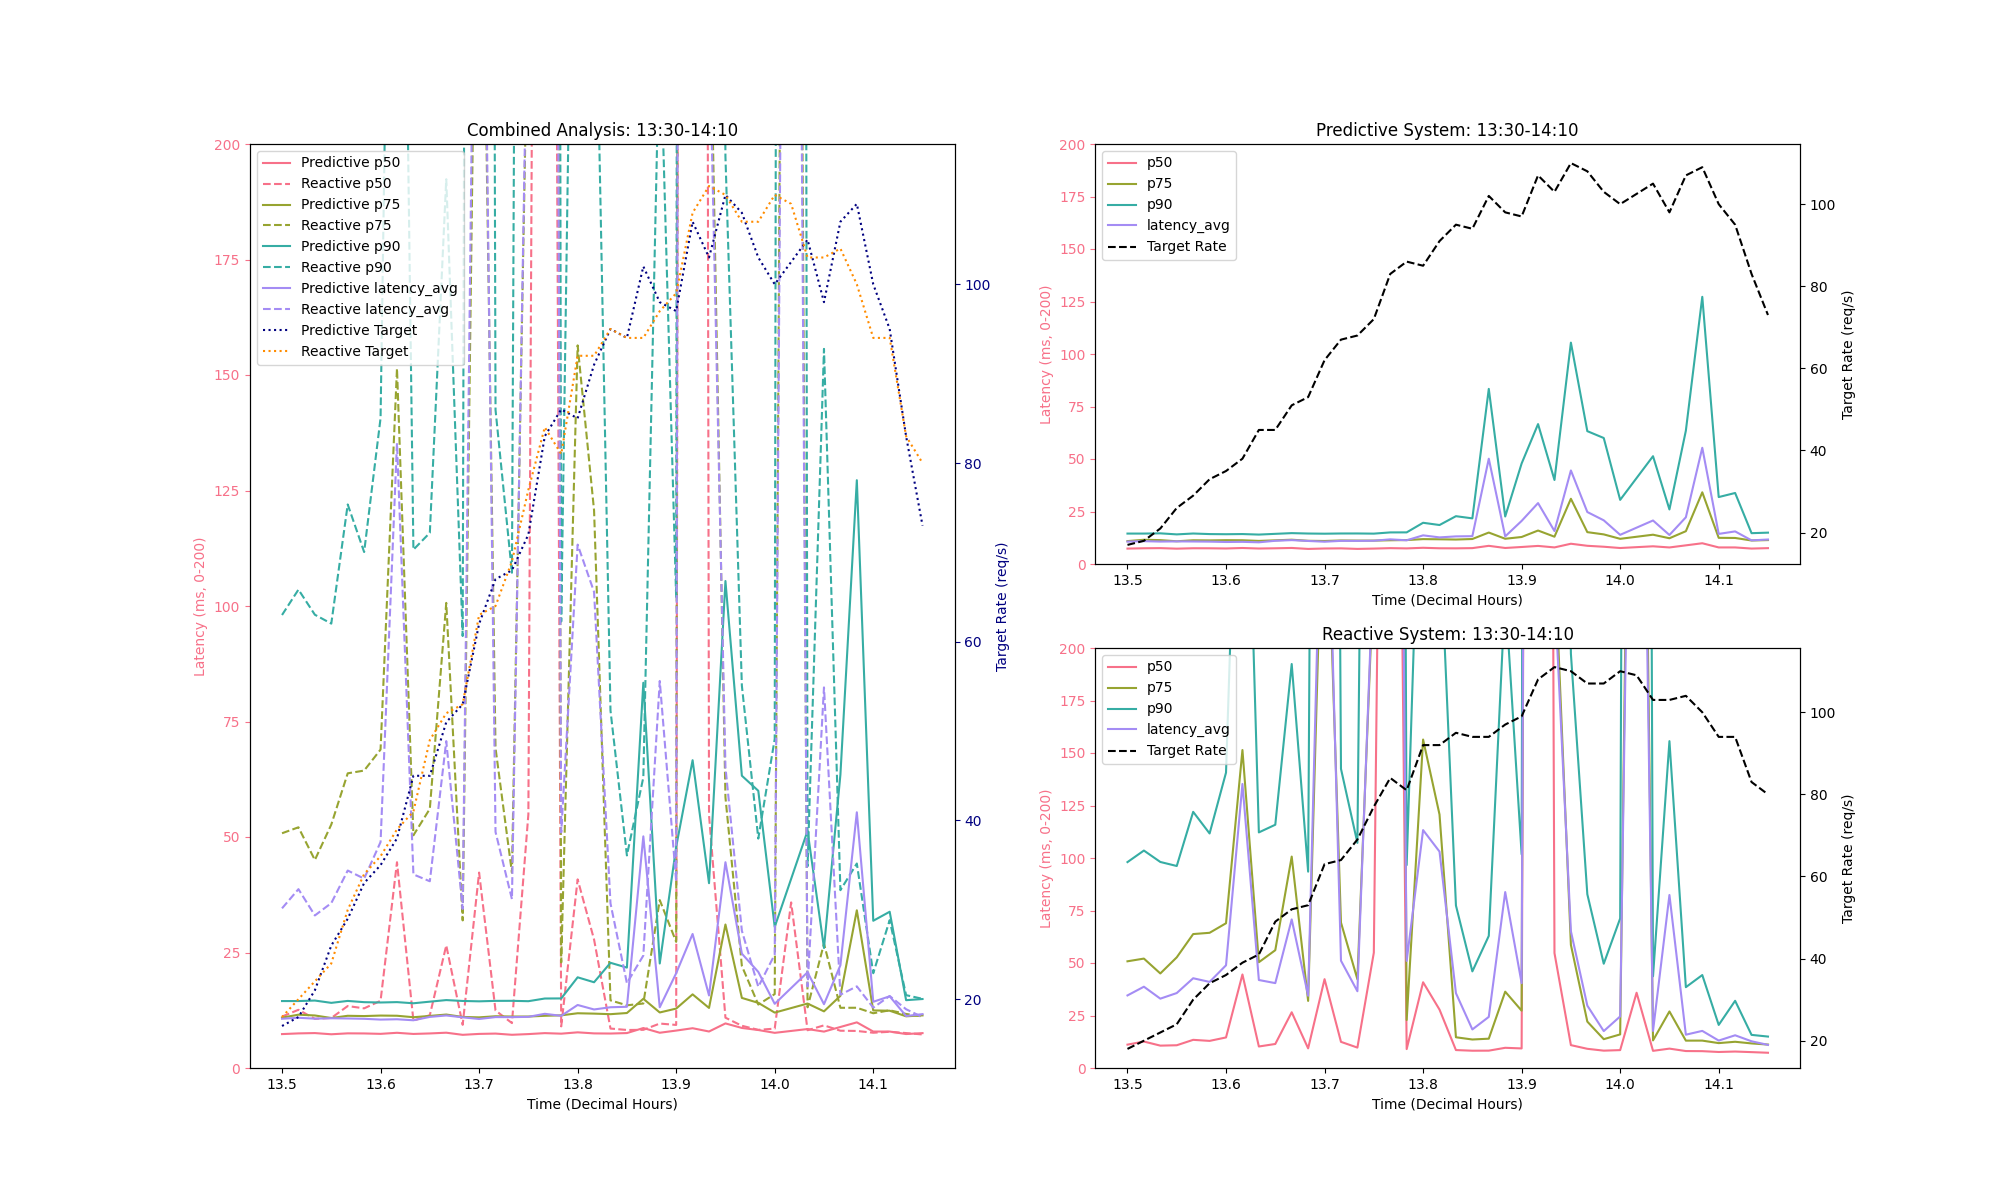 Combined Analysis: 13:30-14:10
200
175
150
125
100
75
50
25
0
Latency (ms, 0-200)
Predictive p50
Reactive p50
Predictive p75
Reactive p75
Predictive p90
Reactive p90
Predictive latency_avg
Reactive latency_avg
Predictive Target
Reactive Target
100
80
60
40
20
Target Rate (req/s)
13.5 13.6 13.7 13.8 13.9 14.0 14.1
Time (Decimal Hours)
Predictive System: 13:30-14:10
200
175
150
125
100
75
50
25
0
Latency (ms, 0-200)
p50
p75
p90
latency_avg
Target Rate
100
80
60
40
20
Target Rate (req/s)
13.5 13.6 13.7 13.8 13.9 14.0 14.1
Time (Decimal Hours)
Reactive System: 13:30-14:10
200
175
150
125
100
75
50
25
0
Latency (ms, 0-200)
p50
p75
p90
latency_avg
Target Rate
100
80
60
40
20
Target Rate (req/s)
13.5 13.6 13.7 13.8 13.9 14.0 14.1
Time (Decimal Hours)